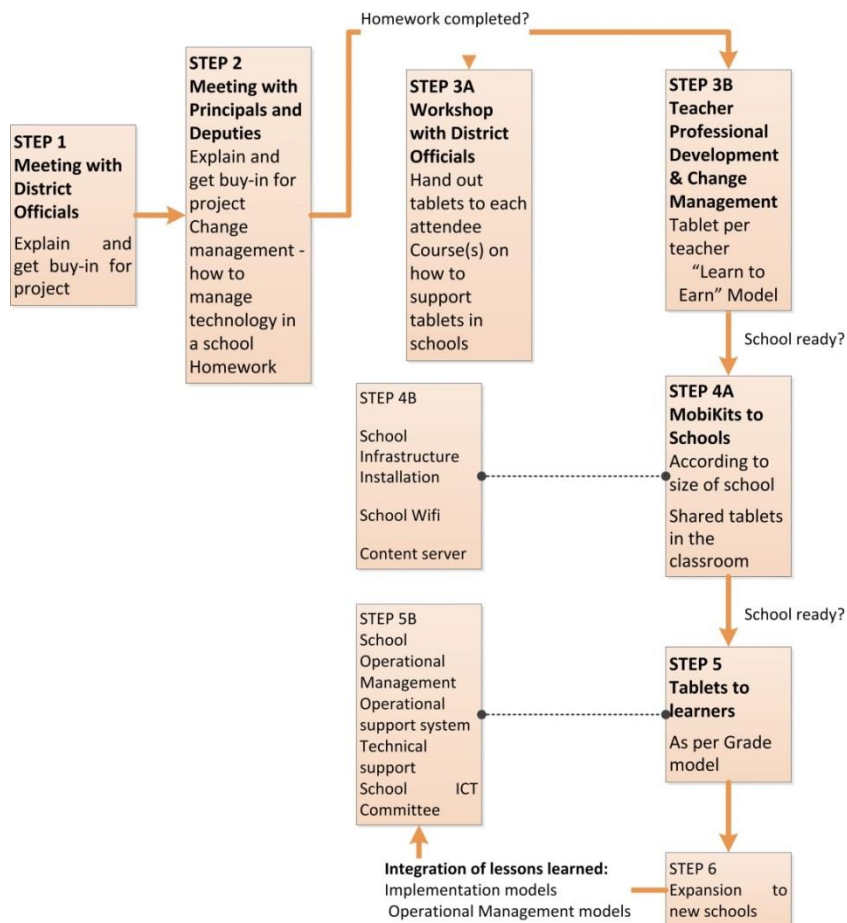 Homework completed?
STEP 1
Meeting with
District
Officials
Explain and
get buy-in for
project
STEP 2
Meeting with
Principals and
Deputies
Explain and
get buy-in for
project
Change
management -
how to
manage
technology in
a school
Homework
STEP 3A
Workshop
with District
Officials
Hand out
tablets to each
attendee
Course(s) on
how to
support
tablets in
schools
STEP 3B
Teacher
Professional
Development
& Change
Management
Tablet per
teacher
“Learn to
Earn” Model
School ready?
STEP 4A
MobiKits to
Schools
According to
size of school
Shared tablets
in the
classroom
STEP 4B
School
Infrastructure
Installation
School Wifi
Content server
School ready?
STEP 5
Tablets to
learners
As per Grade
model
STEP 5B
School
Operational
Management
Operational
support system
Technical
support
School ICT
Committee
STEP 6
Expansion to
new schools
Integration of lessons learned:
Implementation models
Operational Management models